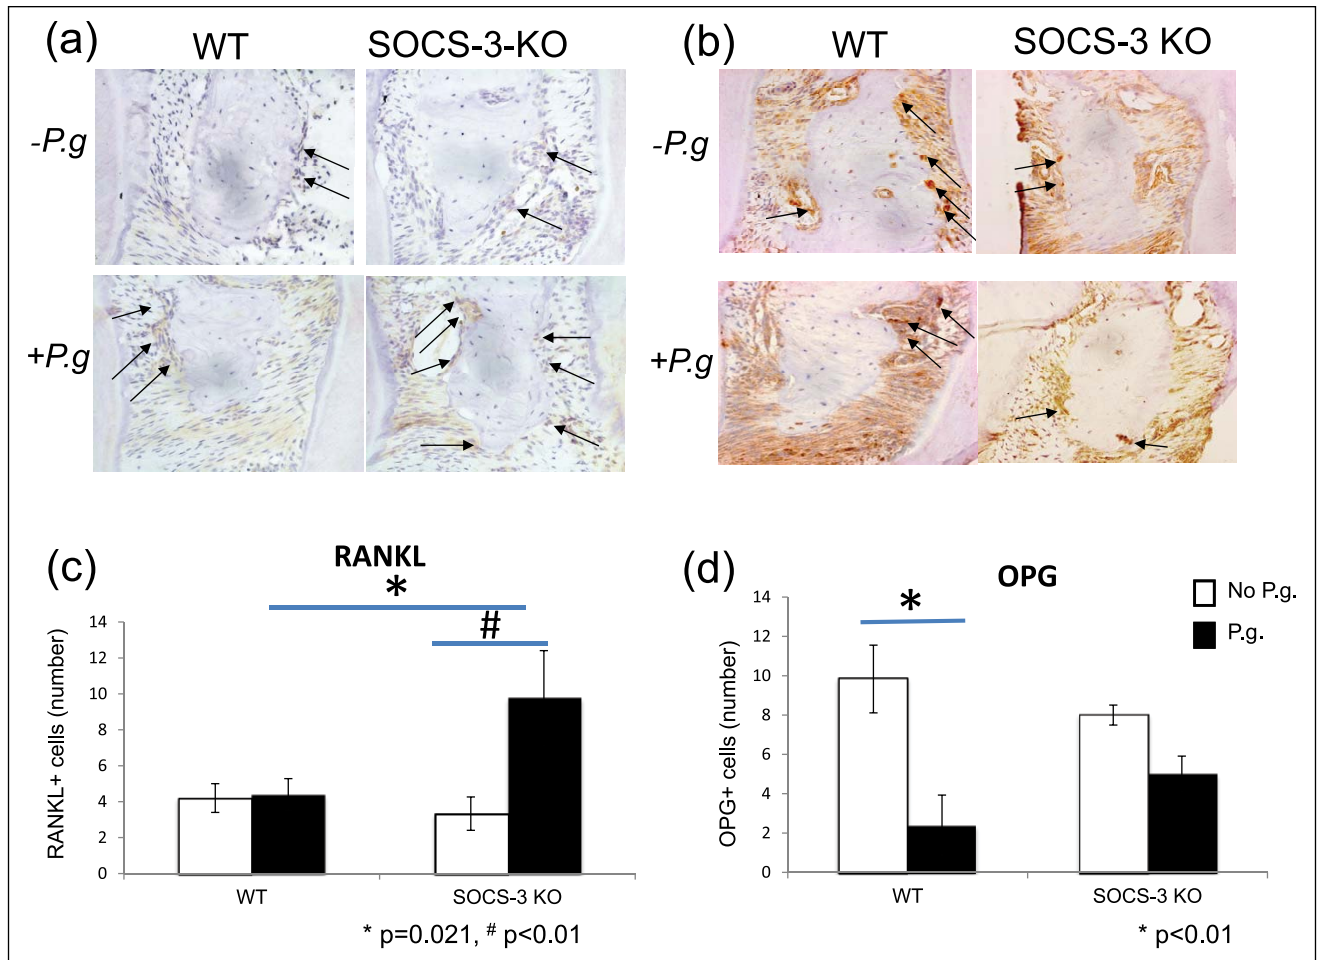 (a) WT SOCS-3-KO
-P.g
+P.g
(b) WT SOCS-3 KO
-P.g
+P.g
(c) RANKL
*
#
RANKL+ cells (number)
14
12
10
8
6
4
2
0
WT SOCS-3 KO
* p=0.021, # p<0.01
(d) OPG
*
No P.g.
P.g.
OPG+ cells (number)
14
12
10
8
6
4
2
0
WT SOCS-3 KO
* p<0.01